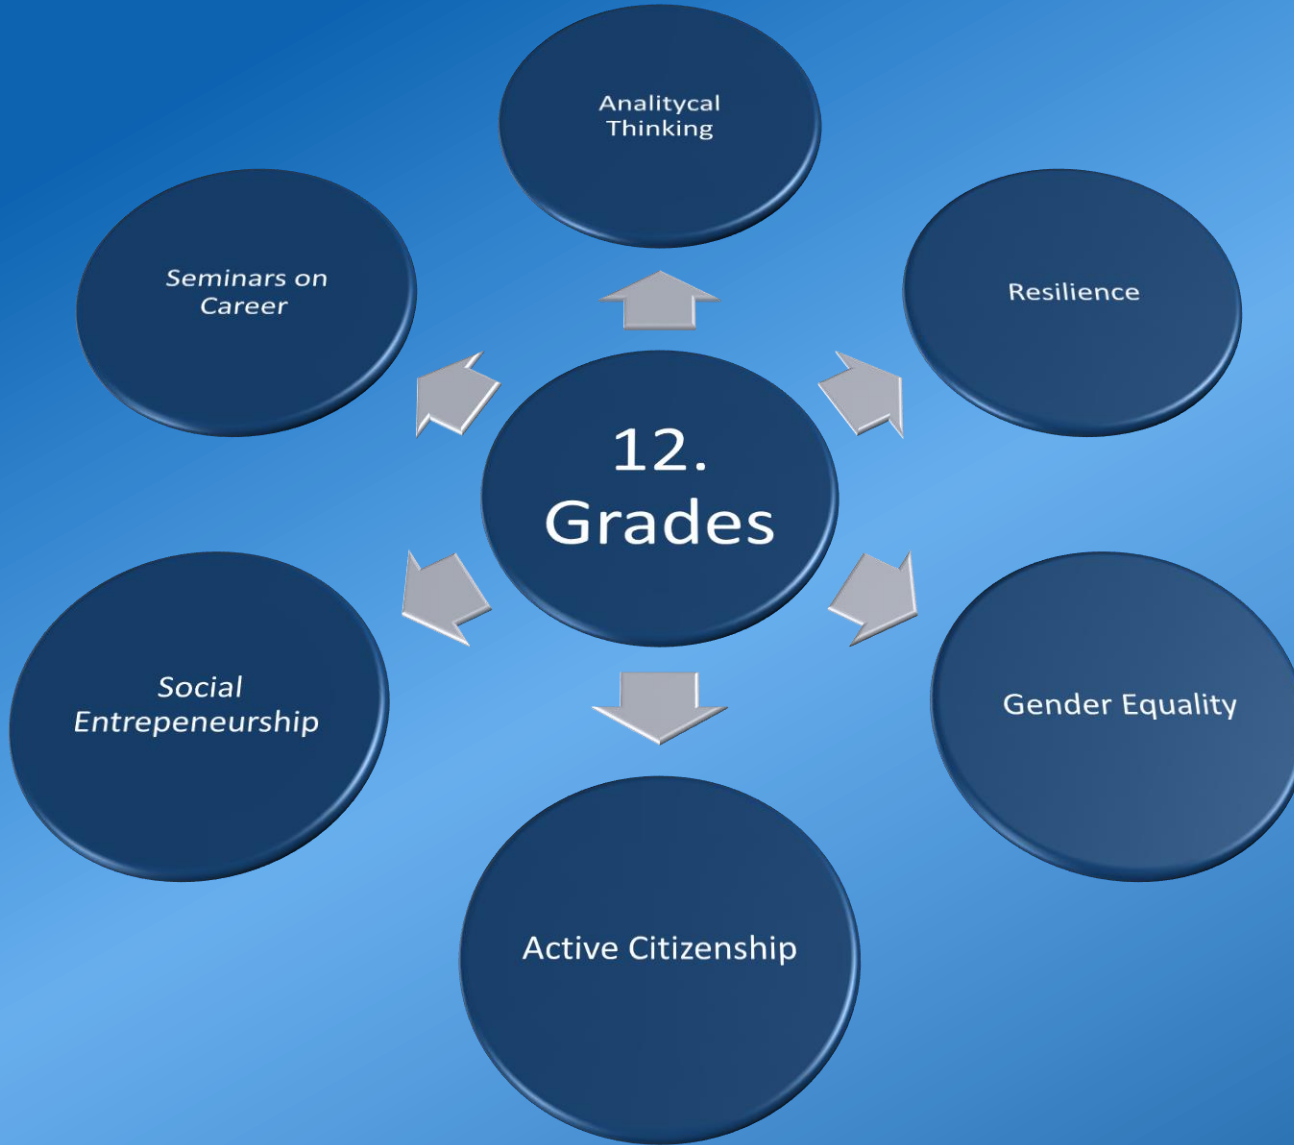 Analitycal
Thinking
Seminars on
Career
Resilience
12.
Grades
Social
Entrepeneurship
Gender Equality
Active Citizenship